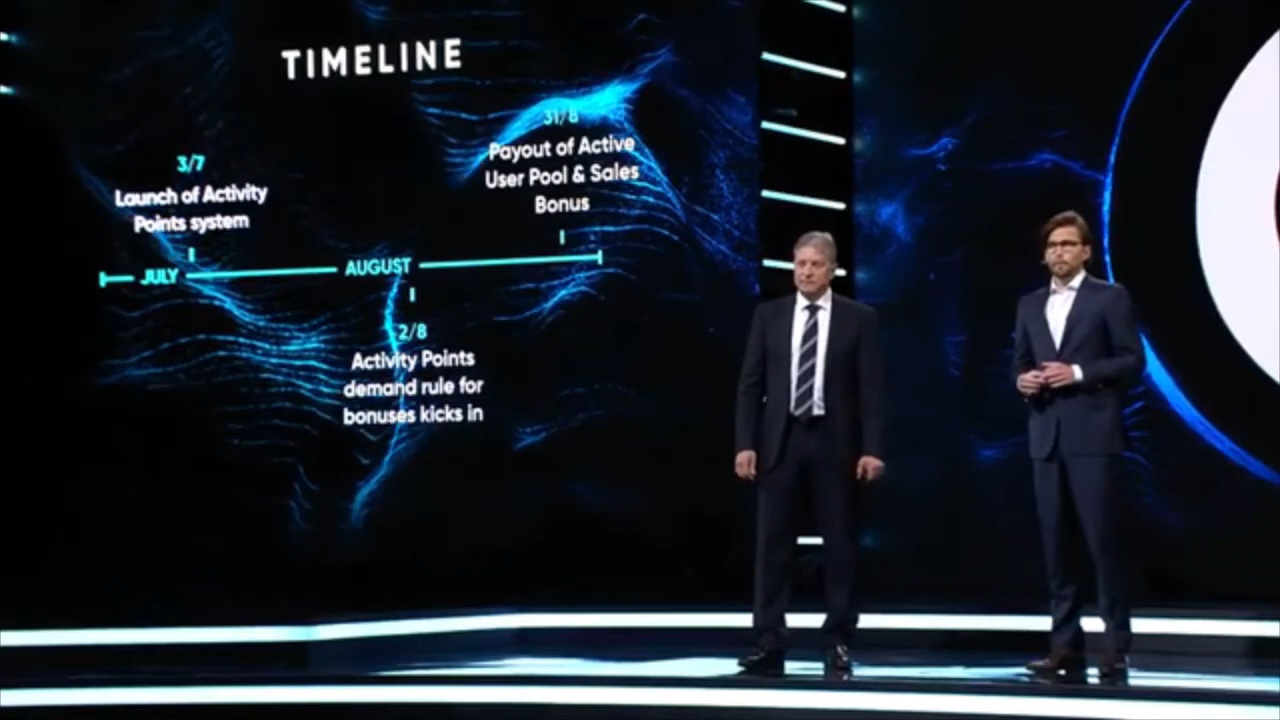 TIMELINE
3/7
Launch of Activity
Points system
31/8
Payout of Active
User Pool & Sales
Bonus
JULY
AUGUST
2/8
Activity Points
demand rule for
bonuses kicks in